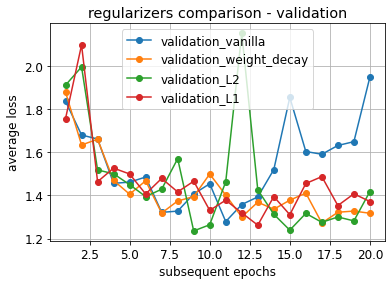 regularizers comparison - validation
validation_vanilla
validation_weight_decay
validation_L2
validation_L1
average loss
2.0
1.8
1.6
1.4
1.2
2.5 5.0 7.5 10.0 12.5 15.0 17.5 20.0
subsequent epochs